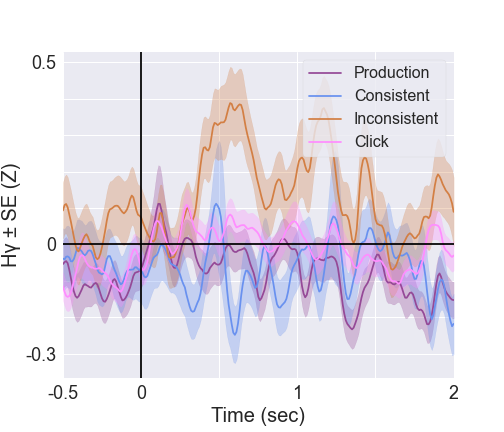 0.5
0
-0.3
Hγ ± SE (Z)
Production
Consistent
Inconsistent
Click
-0.5
0
1
2
Time (sec)